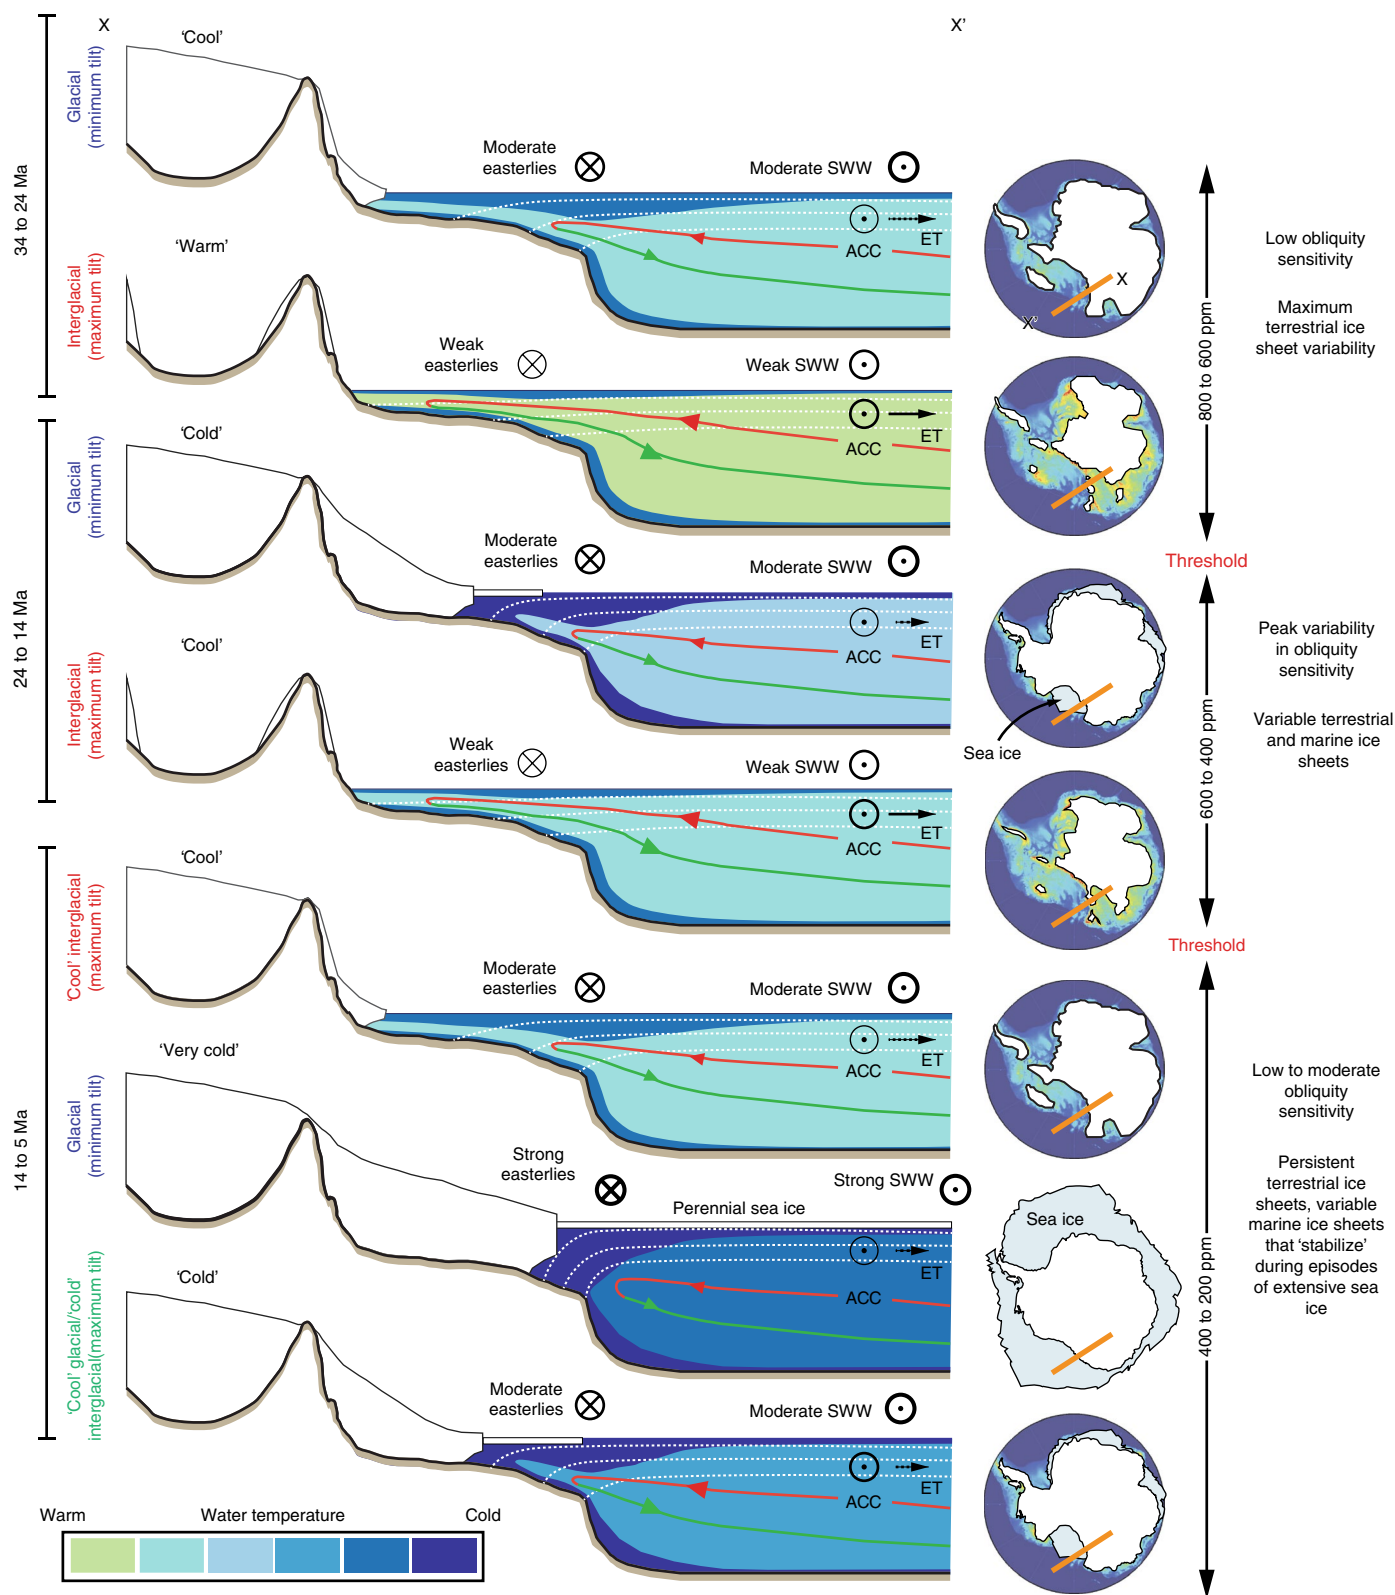 X
X'
34 to 24 Ma
Glacial
(minimum tilt)
'Cool'
Moderate
easterlies
Moderate SWW
ACC
ET
X
X'
Interglacial
(maximum tilt)
'Warm'
Weak
easterlies
Weak SWW
ACC
ET
800 to 600 ppm
Low obliquity
sensitivity
Maximum
terrestrial ice
sheet variability
Threshold
24 to 14 Ma
Glacial
(minimum tilt)
'Cold'
Moderate
easterlies
Moderate SWW
ACC
ET
Sea ice
Interglacial
(maximum tilt)
'Cool'
Weak
easterlies
Weak SWW
ACC
ET
600 to 400 ppm
Peak variability
in obliquity
sensitivity
Variable terrestrial
and marine ice
sheets
Threshold
14 to 5 Ma
'Cool' interglacial
(maximum tilt)
'Cool'
Moderate
easterlies
Moderate SWW
ACC
ET
Glacial
(minimum tilt)
'Very cold'
Strong
easterlies
Strong SWW
Perennial sea ice
ACC
ET
Sea ice
'Cool' glacial/'cold'
interglacial(maximum tilt)
'Cold'
Moderate
easterlies
Moderate SWW
ACC
ET
400 to 200 ppm
Low to moderate
obliquity
sensitivity
Persistent
terrestrial ice
sheets, variable
marine ice sheets
that 'stabilize'
during episodes
of extensive sea
ice
Warm
Water temperature
Cold